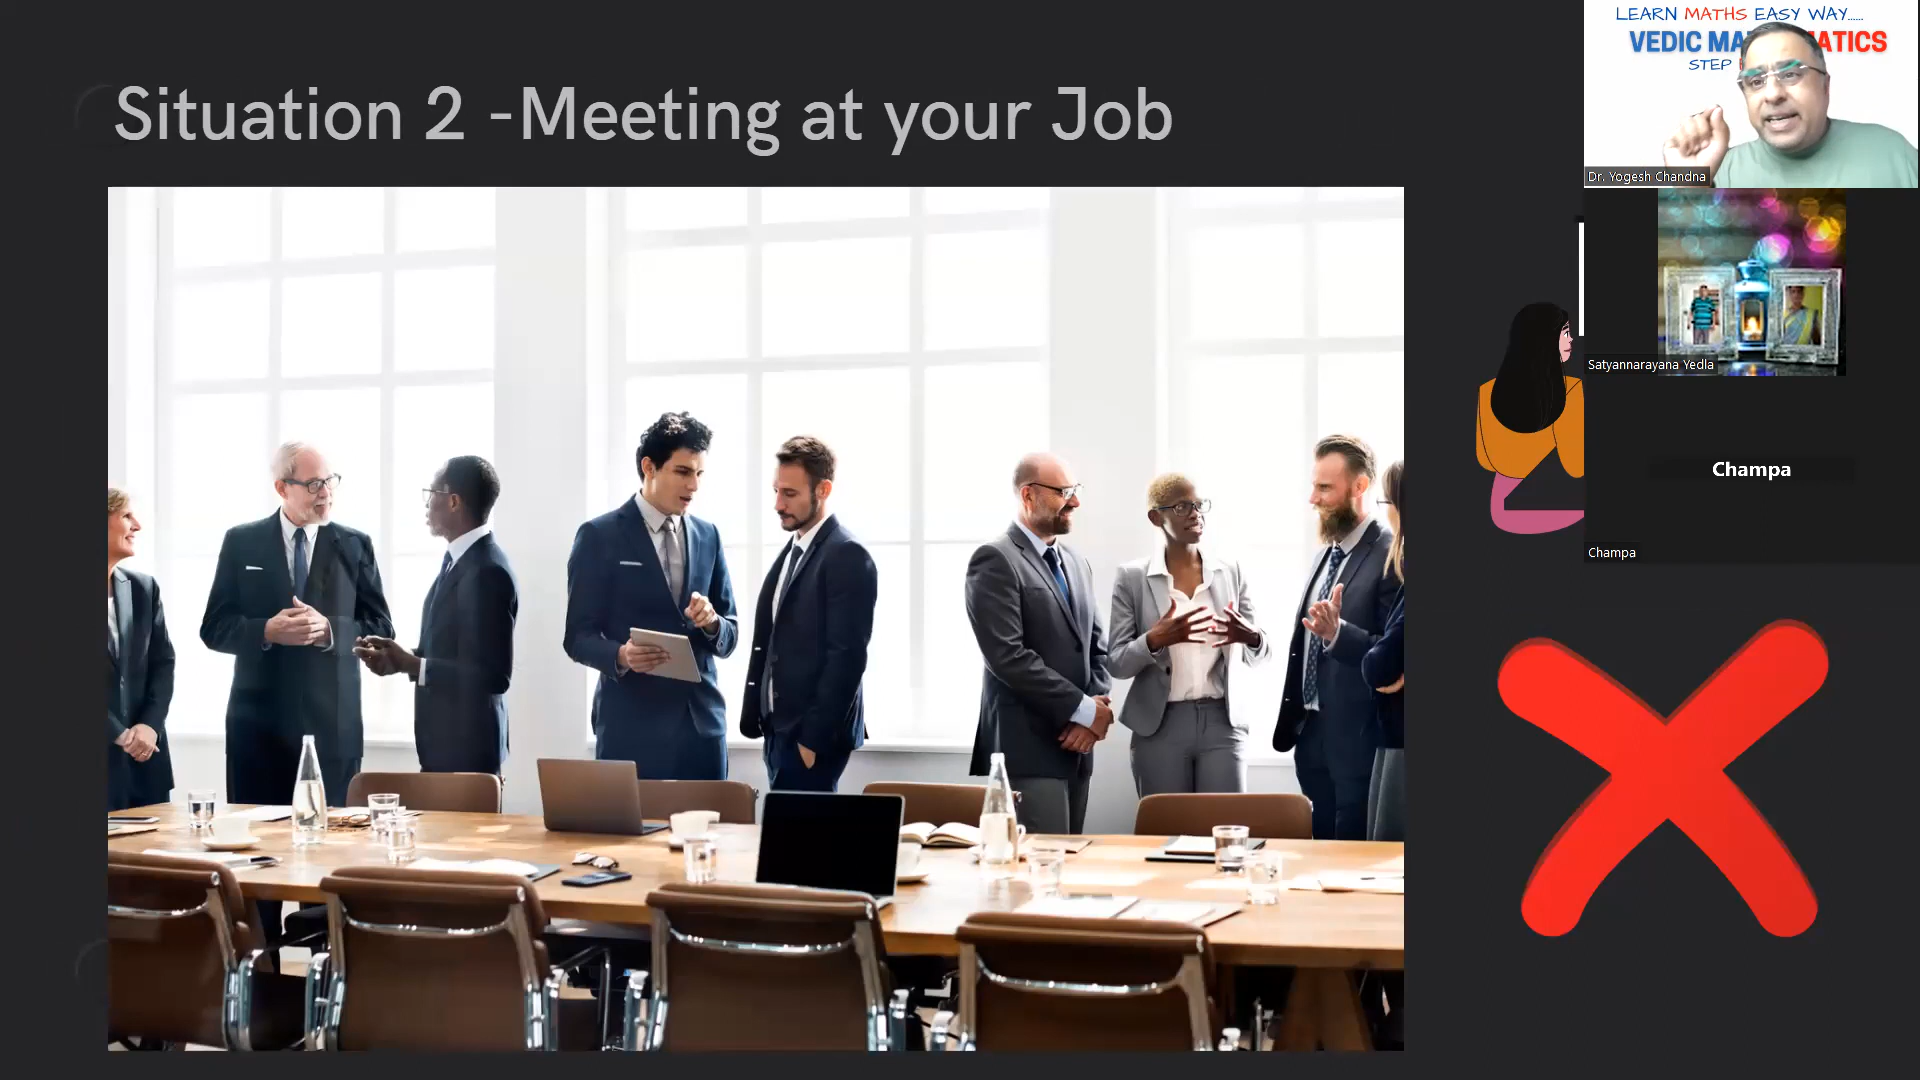 Situation 2 -Meeting at your Job
LEARN MATHS EASY WAY......
VEDIC MA ATICS
STEP
Dr. Yogesh Chandna
Satyannarayana Yedla
Champa
Champa